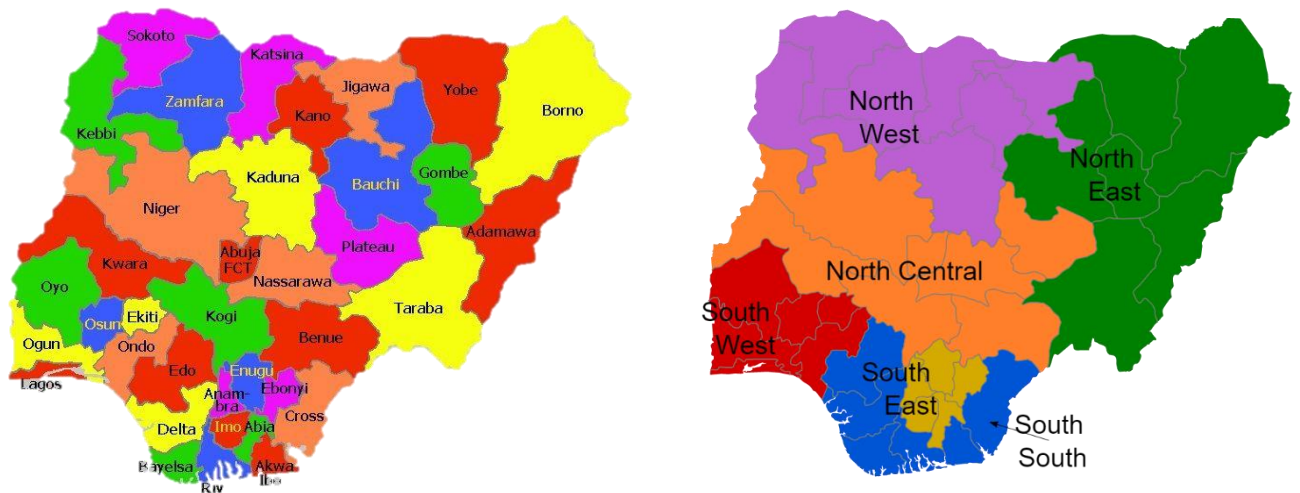 Sokoto
Katsina
Zamfara
Jigawa
Yobe
Kano
Borno
Kebbi
Kaduna
Gombe
Bauchi
Niger
Adamawa
Plateau
Abuja
FCT
Kwara
Nassarawa
Oyo
Taraba
Kogi
Osun
Ekiti
Benue
Ogun
Ondo
Edo
Enugu
Lagos
Ebonyi
Anam-
bra
Cross
Delta
Imo
Abia
Bayelsa
Akwa
Riv
North
West
North
East
North Central
South
West
South
East
South
South